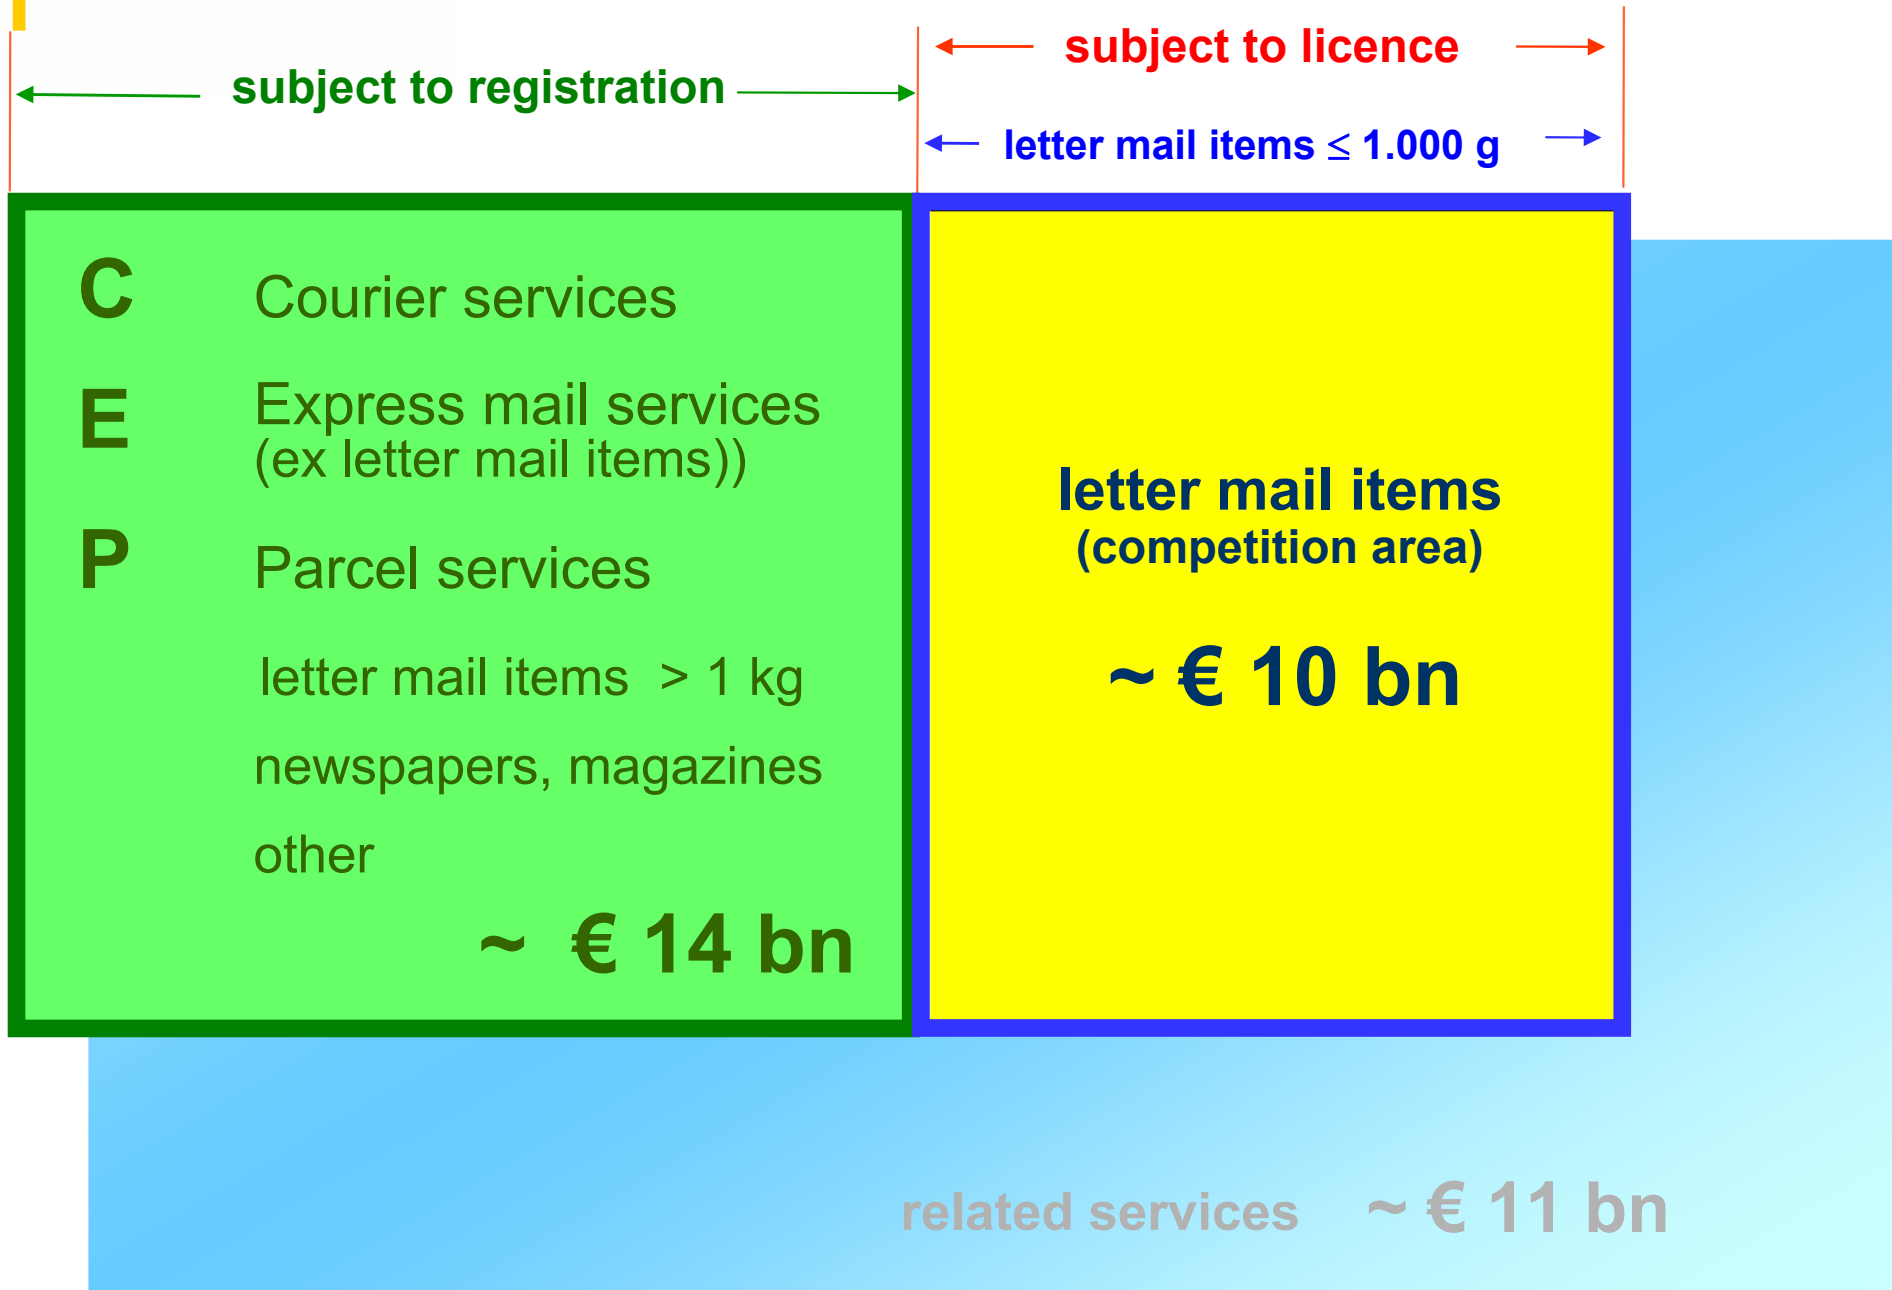 subject to registration
subject to licence
letter mail items ≤ 1.000 g
C Courier services
E Express mail services
(ex letter mail items))
P Parcel services
letter mail items > 1 kg
newspapers, magazines
other
~ € 14 bn
letter mail items
(competition area)
~ € 10 bn
related services ~ € 11 bn